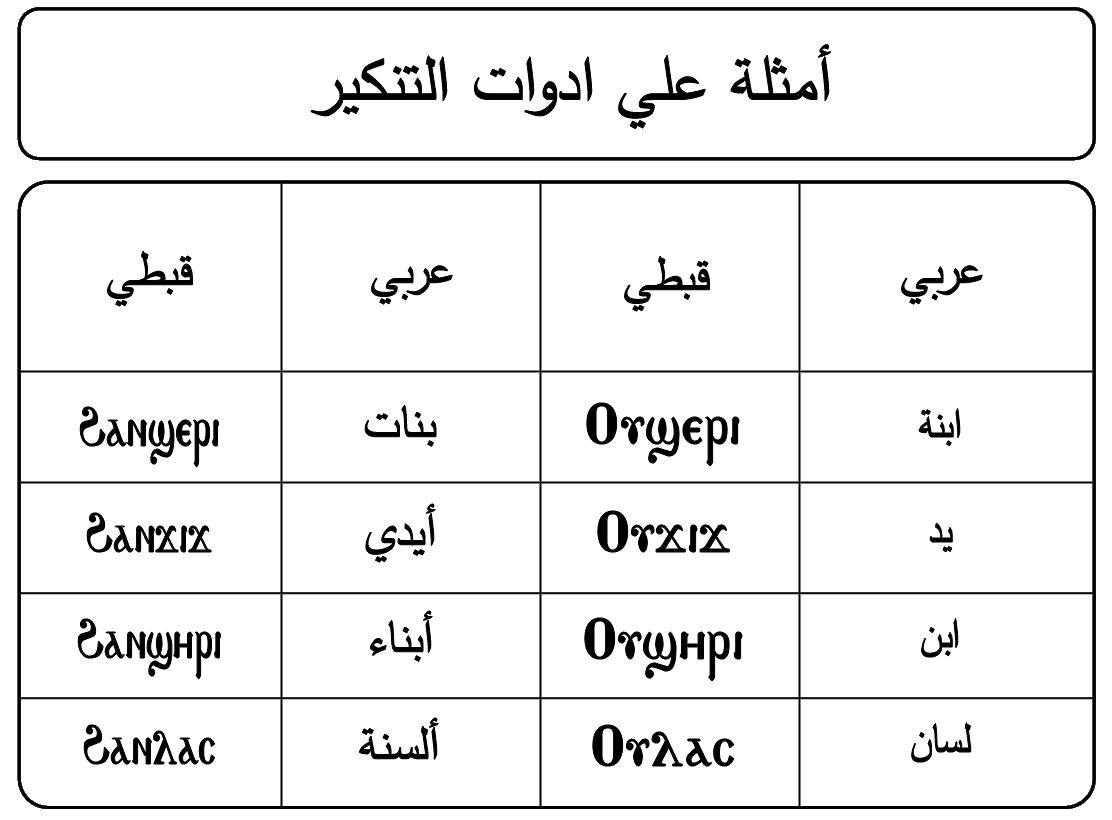 أمثلة علي ادوات التنكير
عربي قبطي عربي قبطي
ابنة Ⲟⲩϣⲉⲣⲓ بنات Ϩⲁⲛϣⲉⲣⲓ
يد Ⲟⲩϫⲓϫ أيدي Ϩⲁⲛϫⲓϫ
ابن Ⲟⲩϣⲏⲣⲓ أبناء Ϩⲁⲛϣⲏⲣⲓ
لسان Ⲟⲩⲗⲁⲥ ألسنة Ϩⲁⲛⲗⲁⲥ